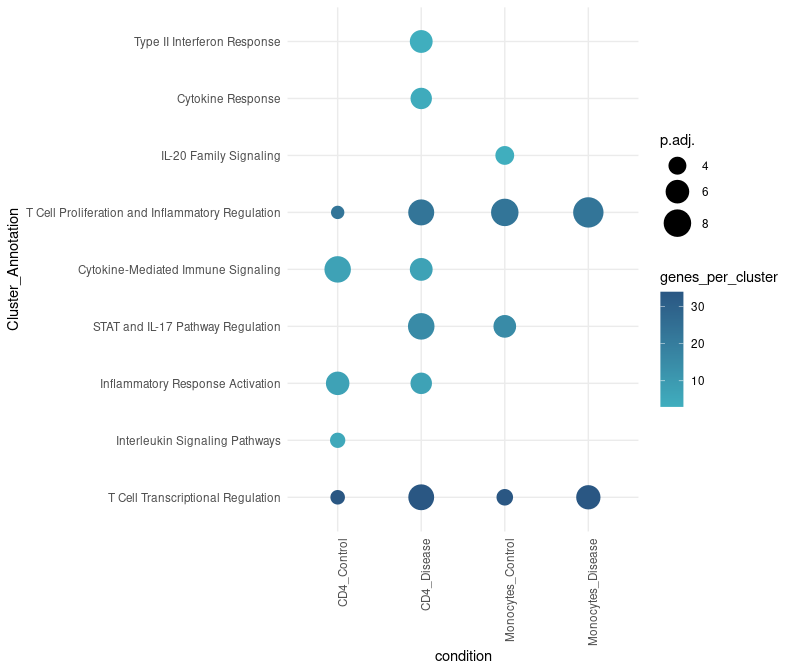 Type II Interferon Response
Cytokine Response
IL-20 Family Signaling
T Cell Proliferation and Inflammatory Regulation
Cytokine-Mediated Immune Signaling
STAT and IL-17 Pathway Regulation
Inflammatory Response Activation
Interleukin Signaling Pathways
T Cell Transcriptional Regulation
Cluster_Annotation
CD4_Control
CD4_Disease
Monocytes_Control
Monocytes_Disease
condition
p.adj.
4
6
8
genes_per_cluster
30
20
10